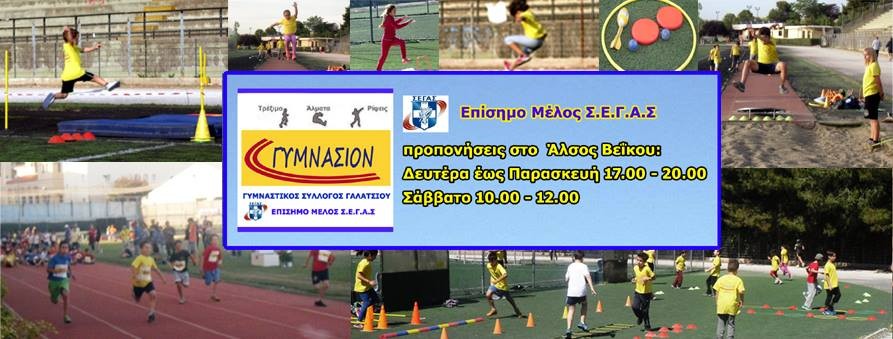 Τρέξιμο Άλματα Ρίψεις
ΓΥΜΝΑΣΙΟΝ
ΓΥΜΝΑΣΤΙΚΟΣ ΣΥΛΛΟΓΟΣ ΓΑΛΑΤΣΙΟΥ
ΕΠΙΣΗΜΟ ΜΕΛΟΣ Σ.Ε.Γ.Α.Σ
ΣΕΓΑΣ
Επίσημο Μέλος Σ.Ε.Γ.Α.Σ
προπονήσεις στο Άλσος Βεΐκου:
Δευτέρα έως Παρασκευή 17.00 - 20.00
Σάββατο 10.00 - 12.00